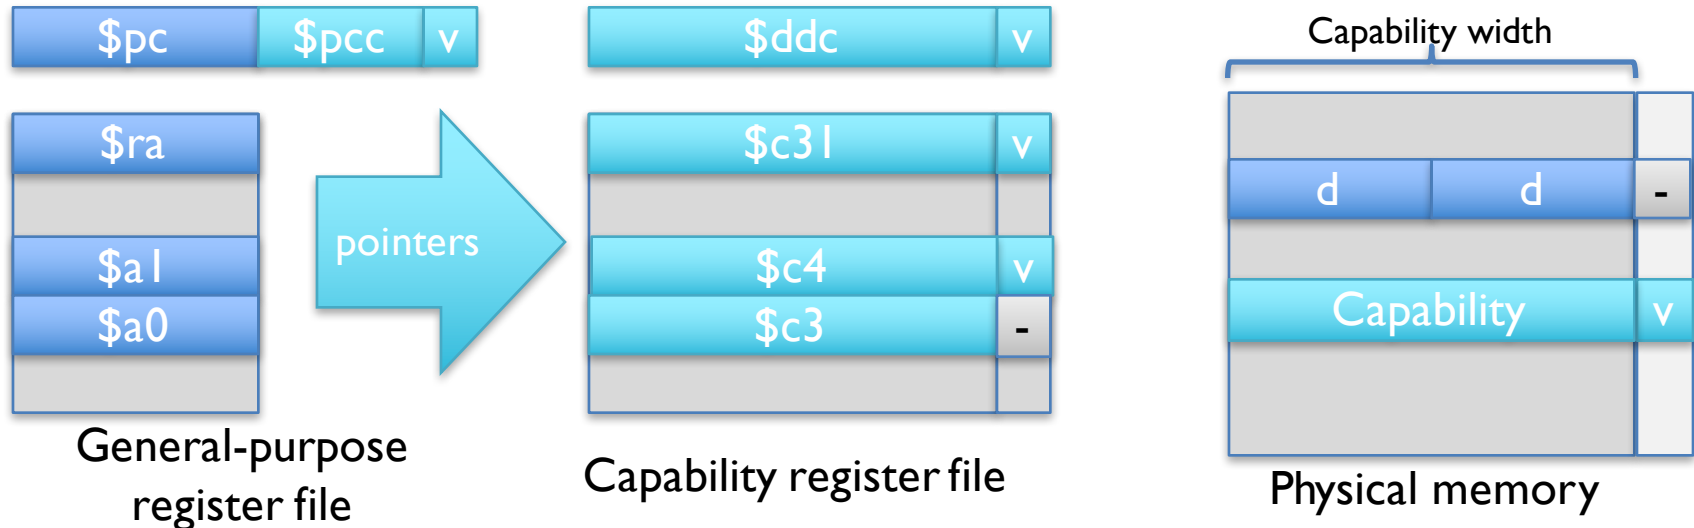 $pc $pcc v
$ra
$a1
$a0
General-purpose
register file
pointers
$ddc v
$c31 v
$c4 v
$c3 -
Capability register file
Capability width
d d -
Capability v
Physical memory